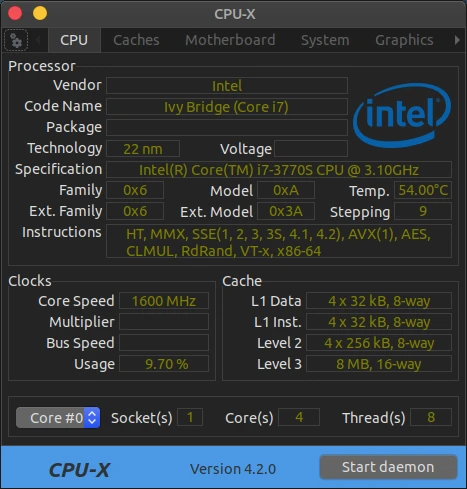 CPU-X
CPU Caches Motherboard System Graphics
Processor
Vendor Intel
intel
Code Name Ivy Bridge (Core i7)
Package
Technology 22 nm Voltage
Specification Intel(R) Core(TM) i7-3770S CPU @ 3.10GHz
Family 0x6 Model 0xA Temp. 54.00°C
Ext. Family 0x6 Ext. Model 0x3A Stepping 9
Instructions HT, MMX, SSE(1, 2, 3, 3S, 4.1, 4.2), AVX(1), AES,
CLMUL, RdRand, VT-x, x86-64
Clocks
Core Speed 1600 MHz
Multiplier
Bus Speed
Usage 9.70 %
Cache
L1 Data 4 x 32 kB, 8-way
L1 Inst. 4 x 32 kB, 8-way
Level 2 4 x 256 kB, 8-way
Level 3 8 MB, 16-way
Core #0 Socket(s) 1 Core(s) 4 Thread(s) 8
CPU-X Version 4.2.0 Start daemon